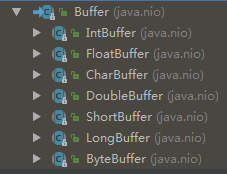 Buffer (java.nio)
IntBuffer (java.nio)
FloatBuffer (java.nio)
CharBuffer (java.nio)
DoubleBuffer (java.nio)
ShortBuffer (java.nio)
LongBuffer (java.nio)
ByteBuffer (java.nio)